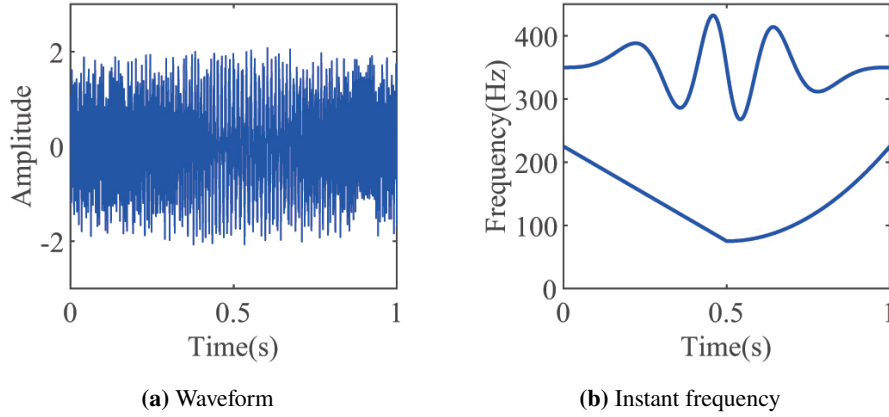 2
0
-2
Amplitude
0
0.5
1
Time(s)
(a) Waveform
400
300
200
100
0
Frequency(Hz)
0
0.5
1
Time(s)
(b) Instant frequency